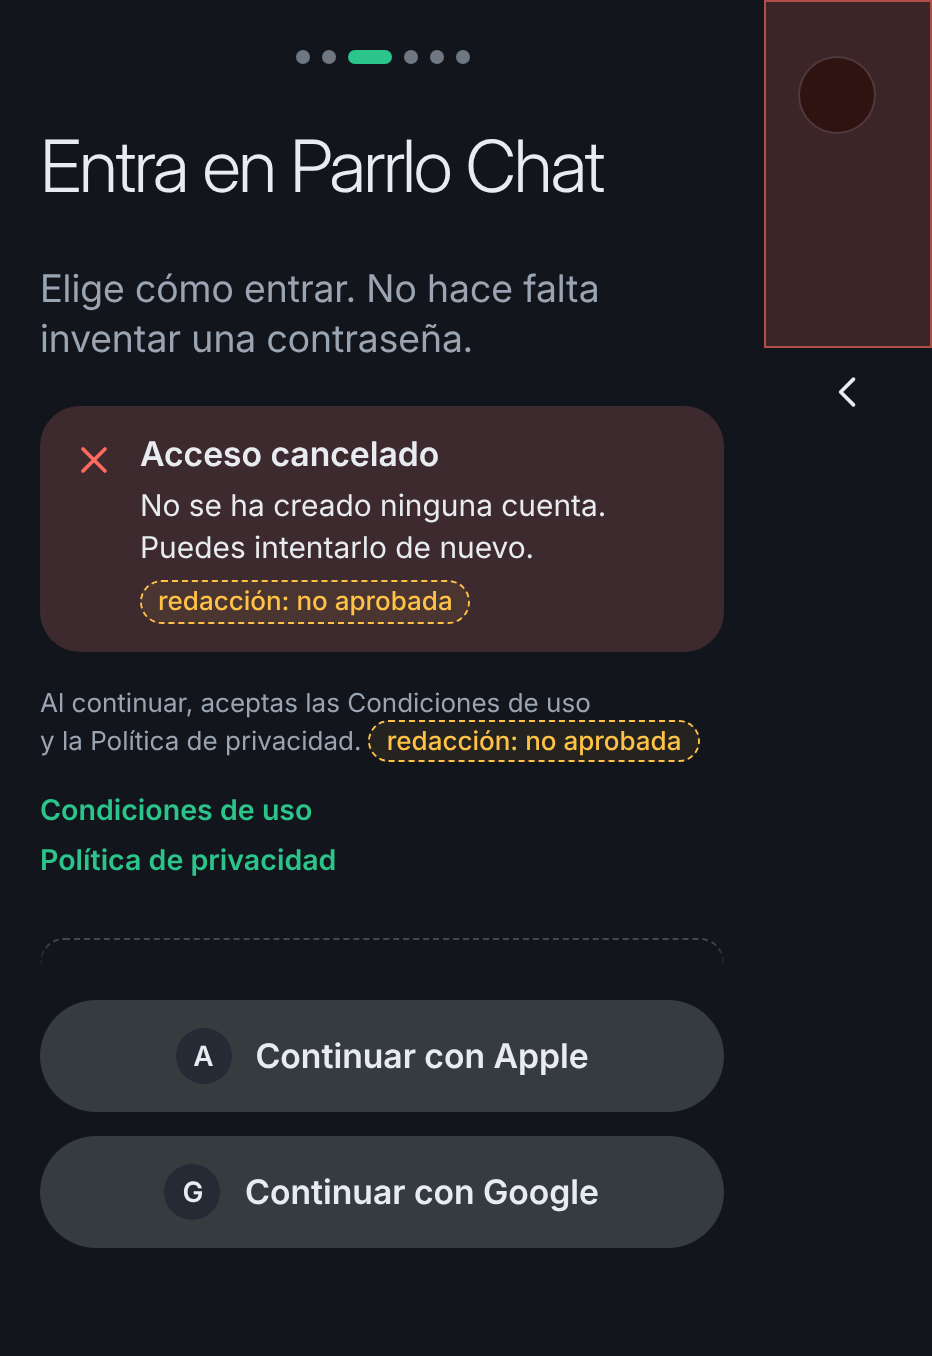 Entra en Parrlo Chat
Elige cómo entrar. No hace falta
inventar una contraseña.
Acceso cancelado
No se ha creado ninguna cuenta.
Puedes intentarlo de nuevo.
redacción: no aprobada
Al continuar, aceptas las Condiciones de uso
y la Política de privacidad. redacción: no aprobada
Condiciones de uso
Política de privacidad
A Continuar con Apple
G Continuar con Google